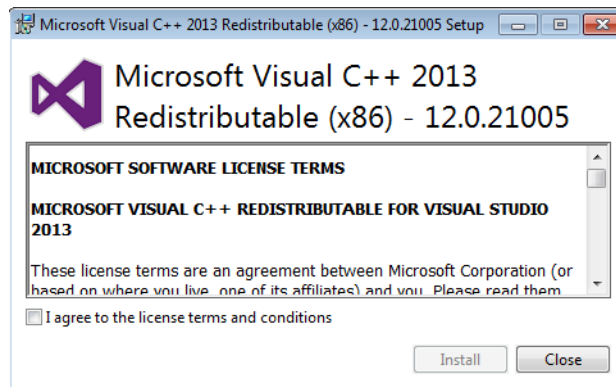 Microsoft Visual C++ 2013 Redistributable (x86) - 12.0.21005 Setup
Microsoft Visual C++ 2013
Redistributable (x86) - 12.0.21005
MICROSOFT SOFTWARE LICENSE TERMS
MICROSOFT VISUAL C++ REDISTRIBUTABLE FOR VISUAL STUDIO
2013
These license terms are an agreement between Microsoft Corporation (or
based on where you live, one of its affiliates) and you. Please read them
I agree to the license terms and conditions
Install
Close